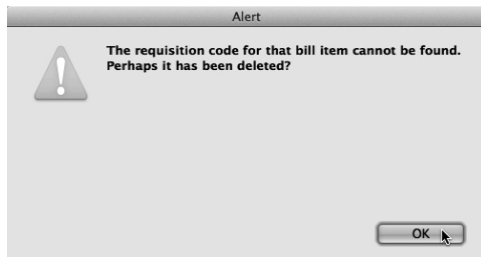 Alert
The requisition code for that bill item cannot be found.
Perhaps it has been deleted?
OK